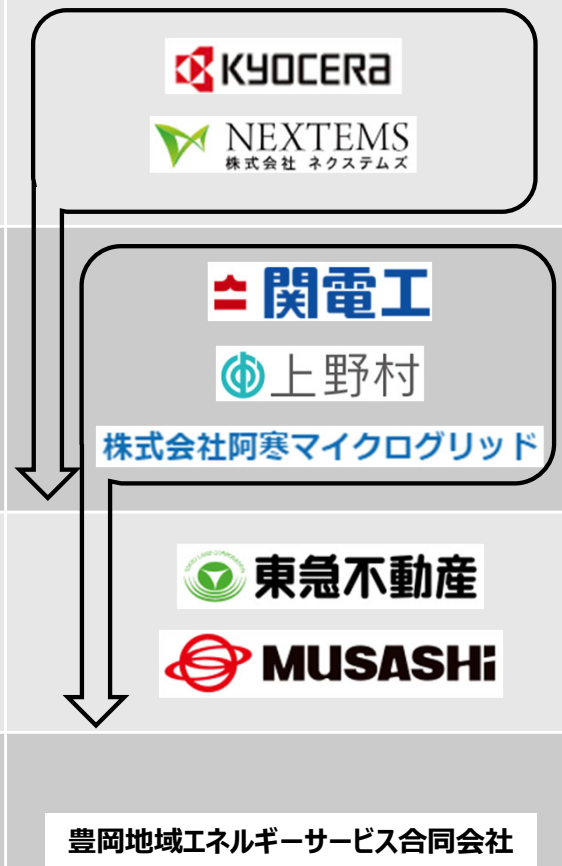 KYOCERA
NEXTEMS
株式会社 ネクステムズ
関電工
上野村
株式会社阿寒マイクログリッド
東急不動産
MUSASHi
豊岡地域エネルギーサービス合同会社